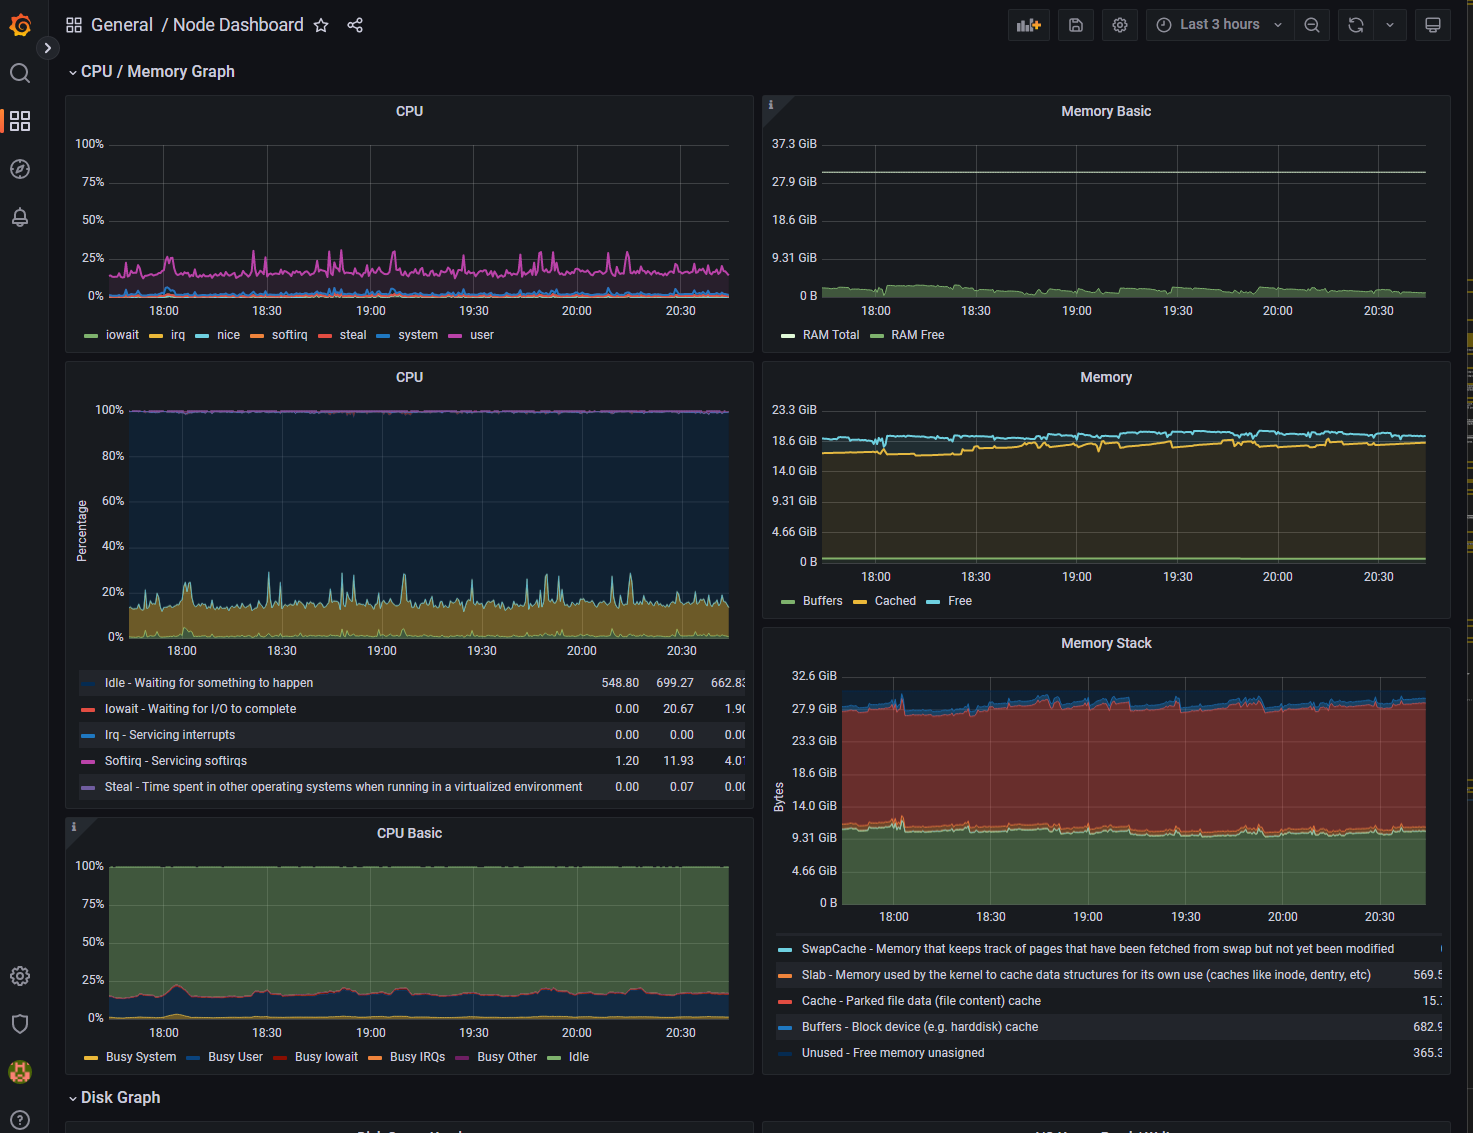 General / Node Dashboard
Last 3 hours
CPU / Memory Graph
CPU
100%
75%
50%
25%
0%
18:00 18:30 19:00 19:30 20:00 20:30
iowait irq nice softirq steal system user
Memory Basic
37.3 GiB
27.9 GiB
18.6 GiB
9.31 GiB
0 B
18:00 18:30 19:00 19:30 20:00 20:30
RAM Total RAM Free
CPU
Percentage
100%
80%
60%
40%
20%
0%
18:00 18:30 19:00 19:30 20:00 20:30
Idle - Waiting for something to happen 548.80 699.27 662.83
Iowait - Waiting for I/O to complete 0.00 20.67 1.90
Irq - Servicing interrupts 0.00 0.00 0.00
Softirq - Servicing softirqs 1.20 11.93 4.01
Steal - Time spent in other operating systems when running in a virtualized environment 0.00 0.07 0.00
Memory
23.3 GiB
18.6 GiB
14.0 GiB
9.31 GiB
4.66 GiB
0 B
18:00 18:30 19:00 19:30 20:00 20:30
Buffers Cached Free
Memory Stack
Bytes
32.6 GiB
27.9 GiB
23.3 GiB
18.6 GiB
14.0 GiB
9.31 GiB
4.66 GiB
0 B
18:00 18:30 19:00 19:30 20:00 20:30
SwapCache - Memory that keeps track of pages that have been fetched from swap but not yet been modified
Slab - Memory used by the kernel to cache data structures for its own use (caches like inode, dentry, etc) 569.5
Cache - Parked file data (file content) cache 15.7
Buffers - Block device (e.g. harddisk) cache 682.9
Unused - Free memory unasigned 365.3
CPU Basic
100%
75%
50%
25%
0%
18:00 18:30 19:00 19:30 20:00 20:30
Busy System Busy User Busy Iowait Busy IRQs Busy Other Idle
Disk Graph